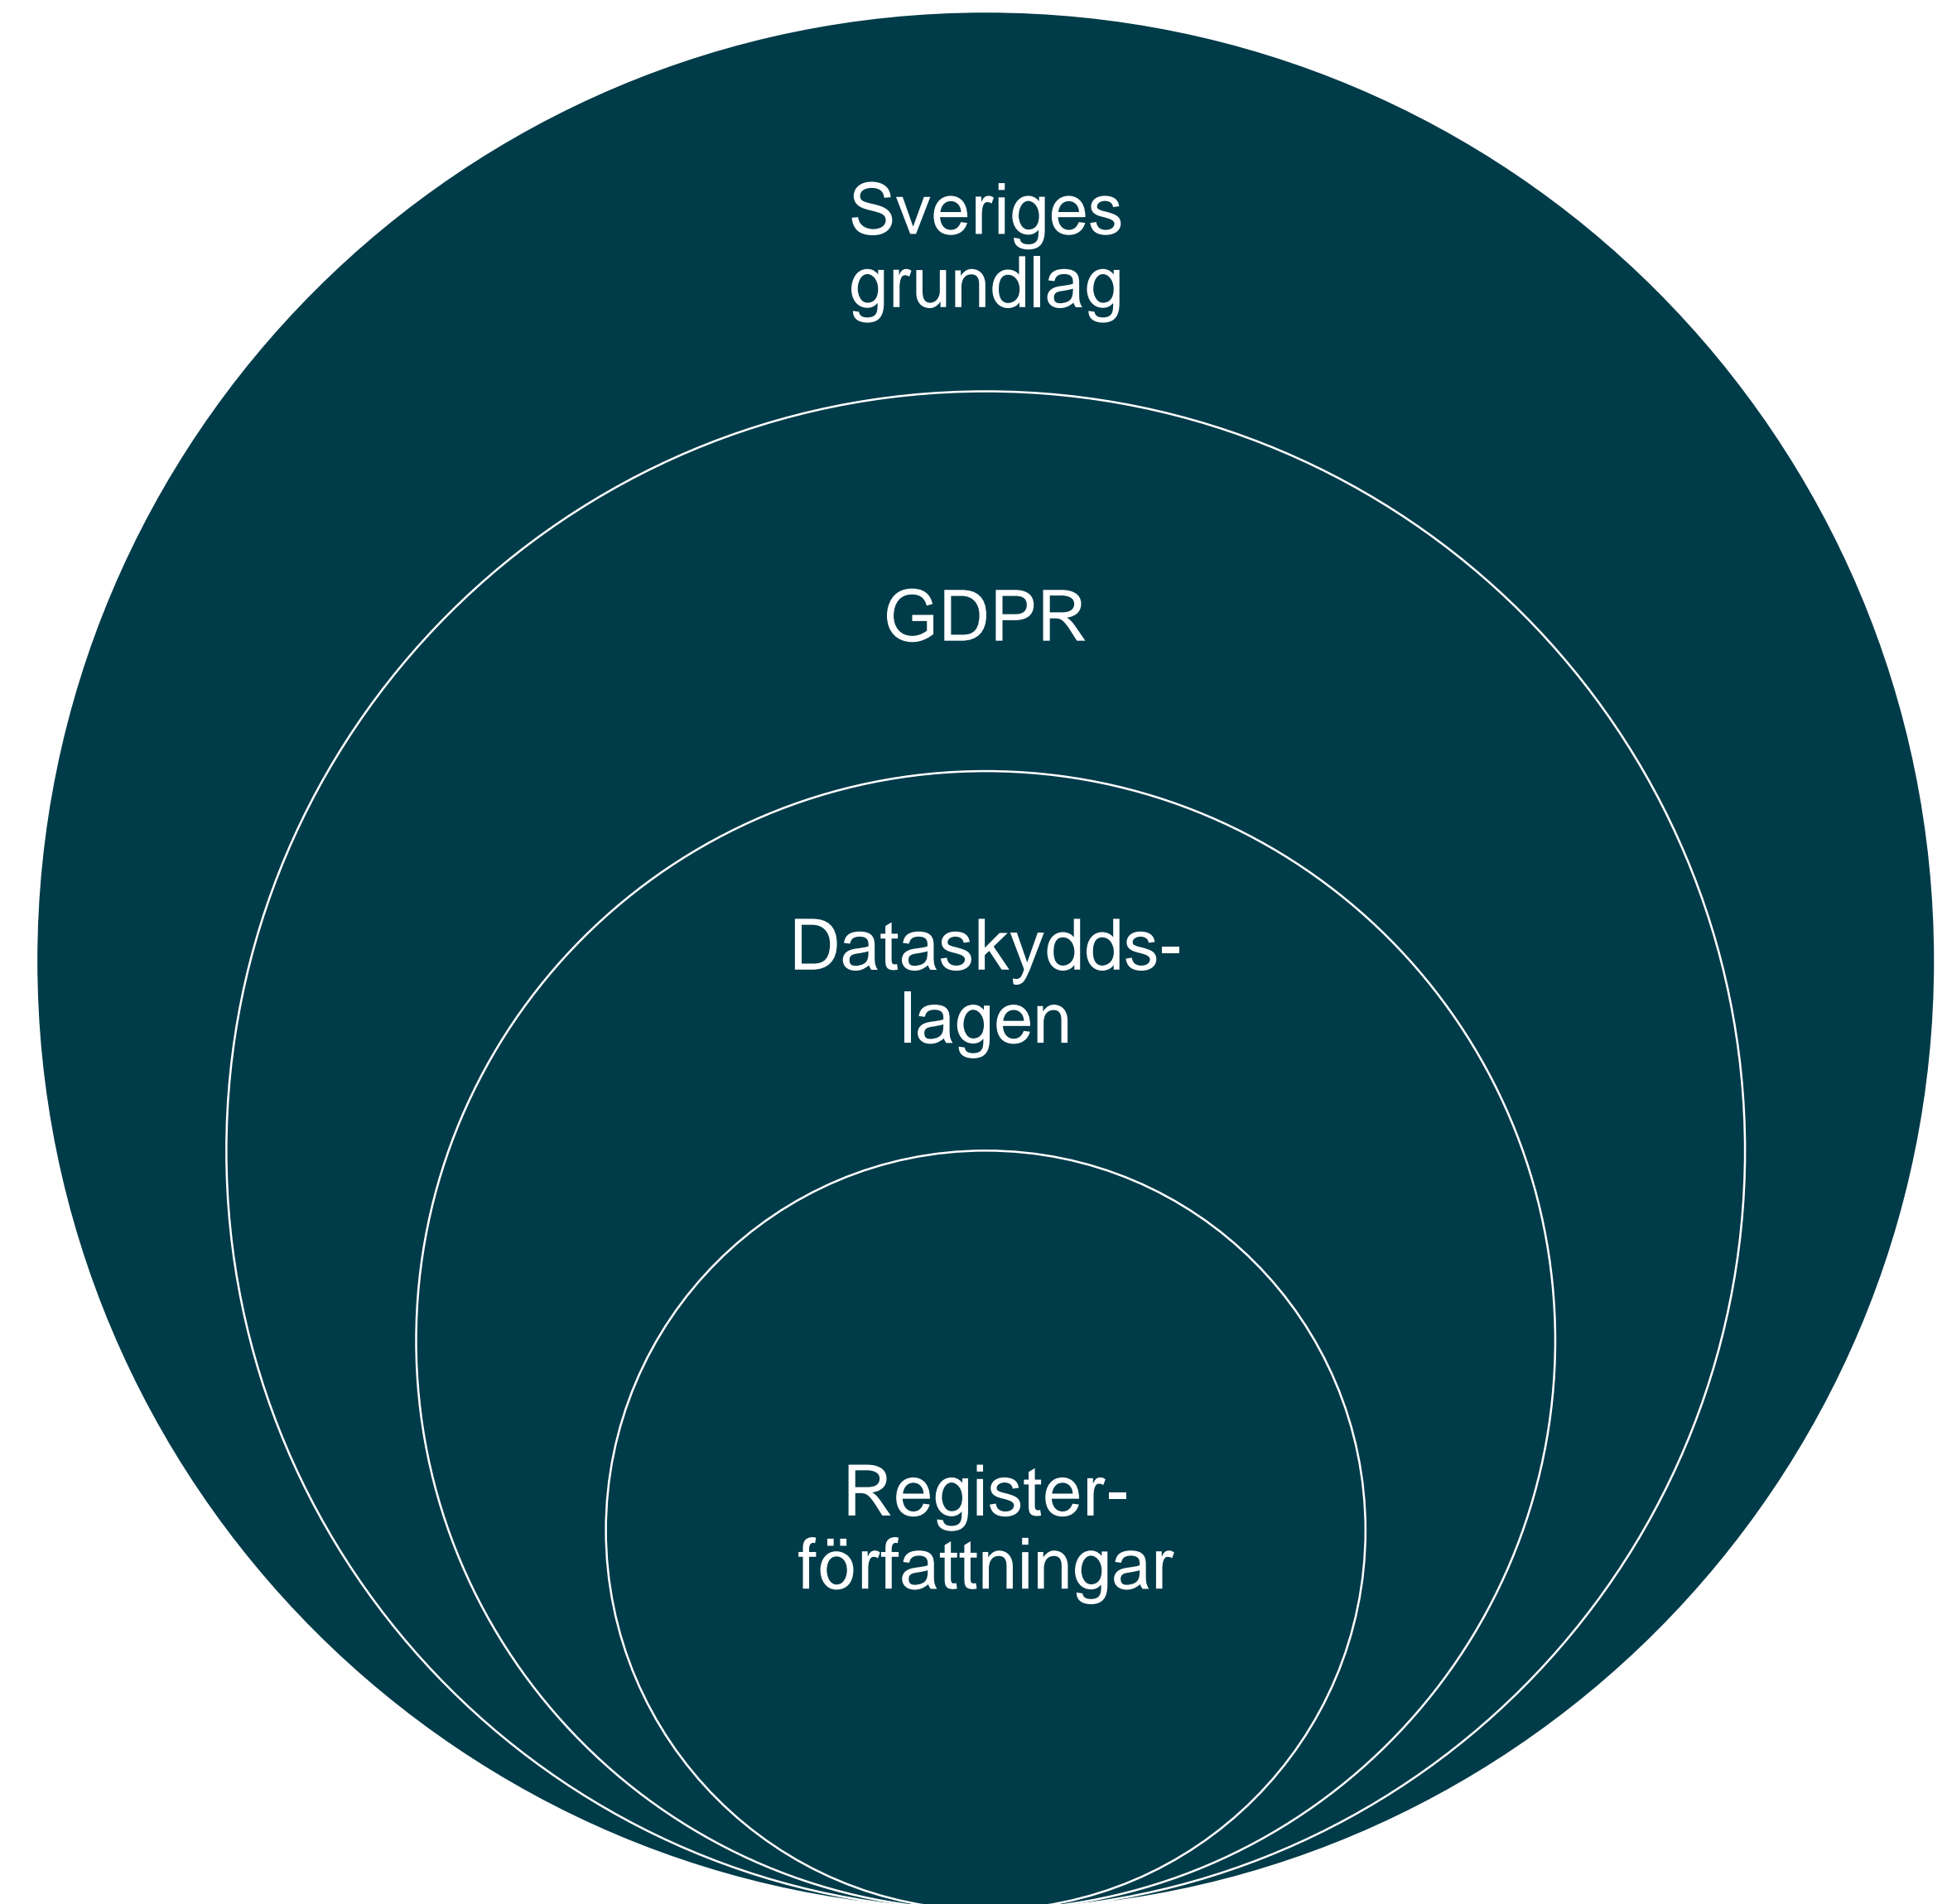 Sveriges
grundlag
GDPR
Dataskydds-
lagen
Register-
författningar